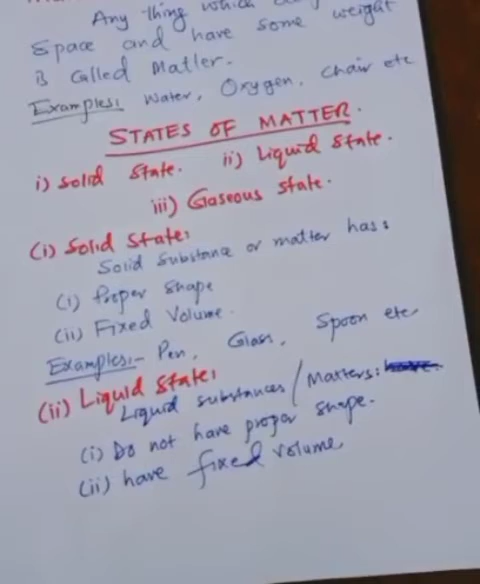 Any thing which
Space and have some weight
is Called Matter.
Examples: Water, Oxygen, Chair etc
STATES OF MATTER.
i) Solid State. ii) Liquid State.
iii) Gaseous State.
(i) Solid State:
Solid Substance or matter has:
(i) Proper Shape
(ii) Fixed Volume.
Examples:- Pen, Glass, Spoon etc
(ii) Liquid State:
Liquid substances / Matters:
(i) Do not have proper shape.
(ii) have fixed volume